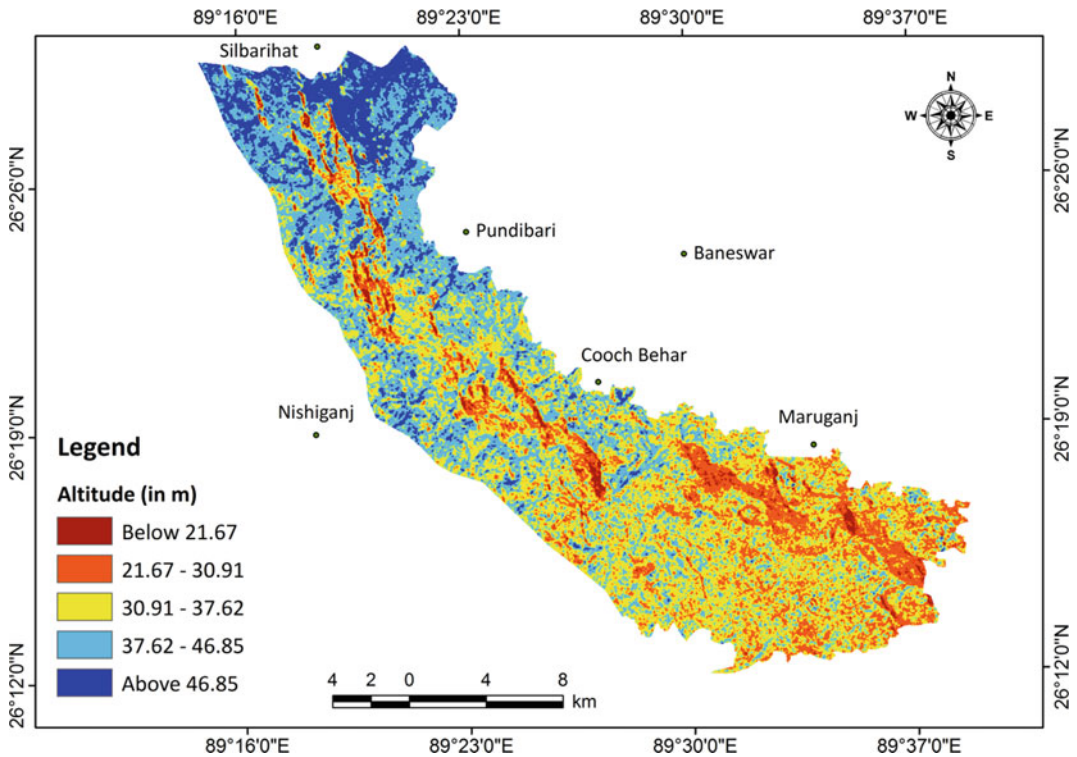 89°16'0"E 89°23'0"E 89°30'0"E 89°37'0"E
Silbarihat
N
W E
S
26°26'0"N 26°26'0"N
Pundibari
Baneswar
Cooch Behar
Nishiganj
Maruganj
26°19'0"N 26°19'0"N
Legend
Altitude (in m)
Below 21.67
21.67 - 30.91
30.91 - 37.62
37.62 - 46.85
Above 46.85
26°12'0"N 26°12'0"N
4 2 0 4 8
km
89°16'0"E 89°23'0"E 89°30'0"E 89°37'0"E